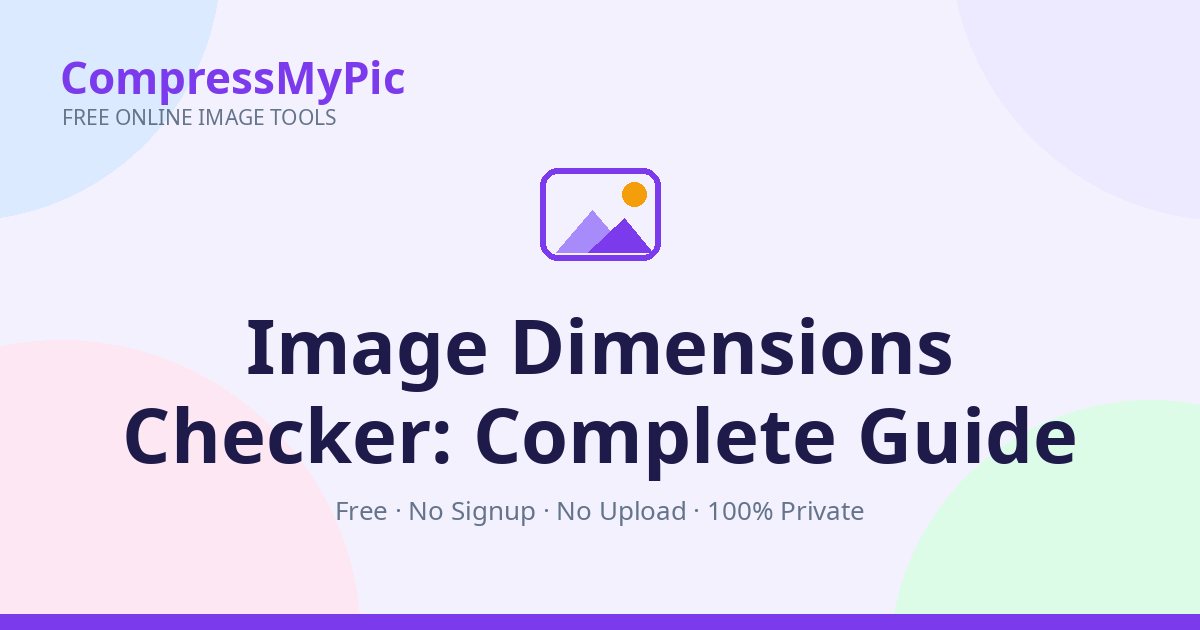 CompressMyPic
FREE ONLINE IMAGE TOOLS
Image Dimensions
Checker: Complete Guide
Free · No Signup · No Upload · 100% Private